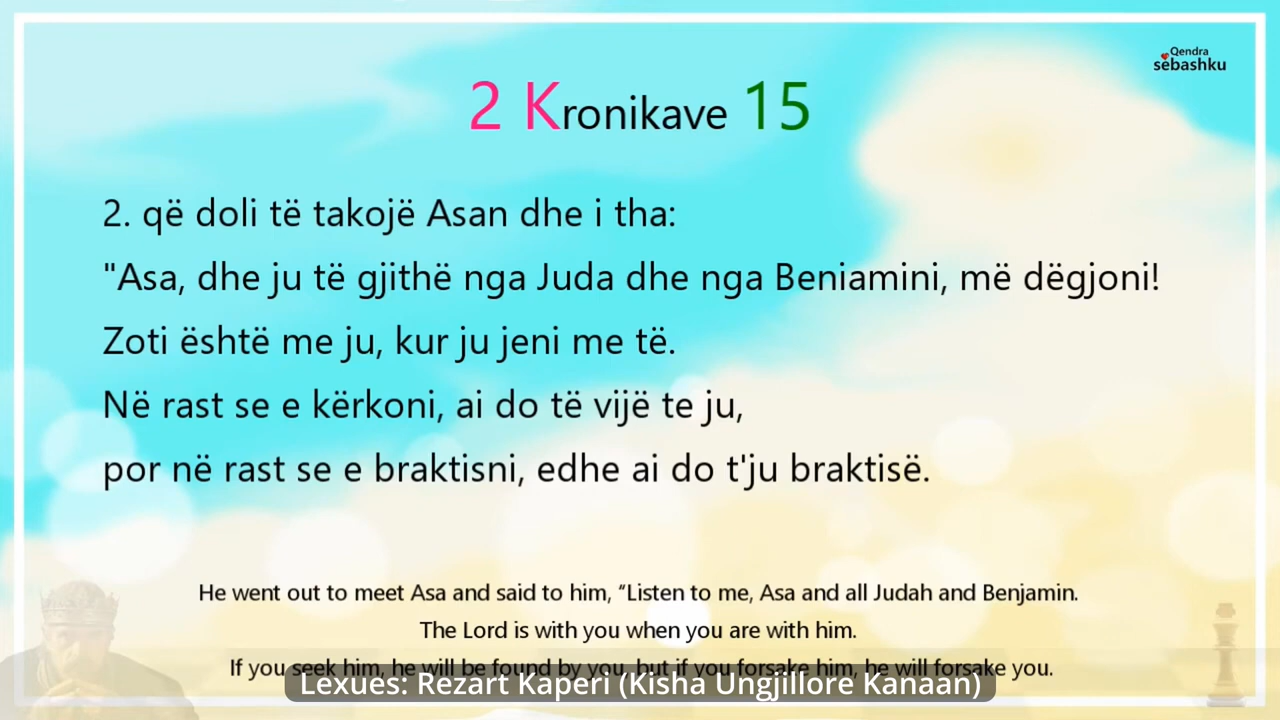 Qendra
sëbashku
2 Kronikave 15
2. që doli të takojë Asan dhe i tha:
"Asa, dhe ju të gjithë nga Juda dhe nga Beniamini, më dëgjoni!
Zoti është me ju, kur ju jeni me të.
Në rast se e kërkoni, ai do të vijë te ju,
por në rast se e braktisni, edhe ai do t'ju braktisë.
He went out to meet Asa and said to him, “Listen to me, Asa and all Judah and Benjamin.
The Lord is with you when you are with him.
If you seek him, he will be found by you, but if you forsake him, he will forsake you.
Lexues: Rezart Kaperi (Kisha Ungjillore Kanaan)